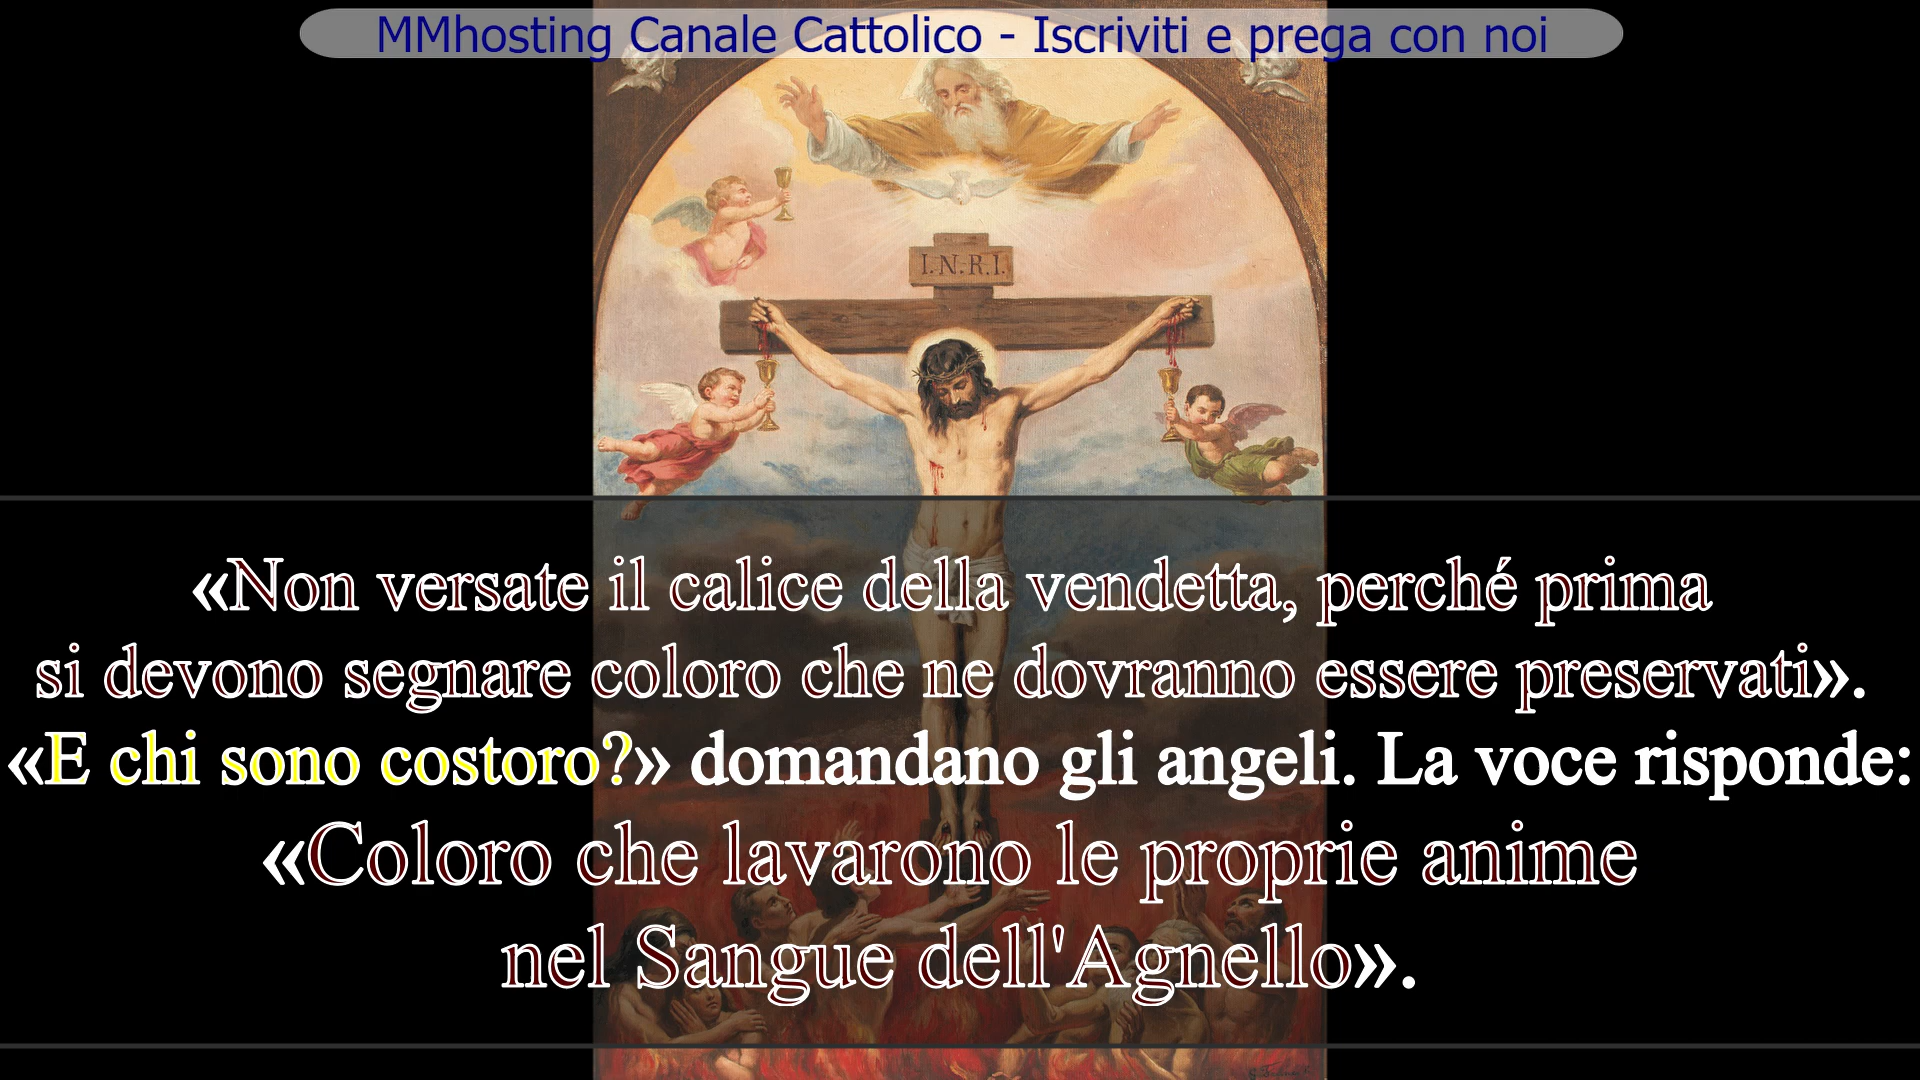 MMhosting Canale Cattolico - Iscriviti e prega con noi
I.N.R.I.
«Non versate il calice della vendetta, perché prima
si devono segnare coloro che ne dovranno essere preservati».
«E chi sono costoro?» domandano gli angeli. La voce risponde:
«Coloro che lavarono le proprie anime
nel Sangue dell'Agnello».